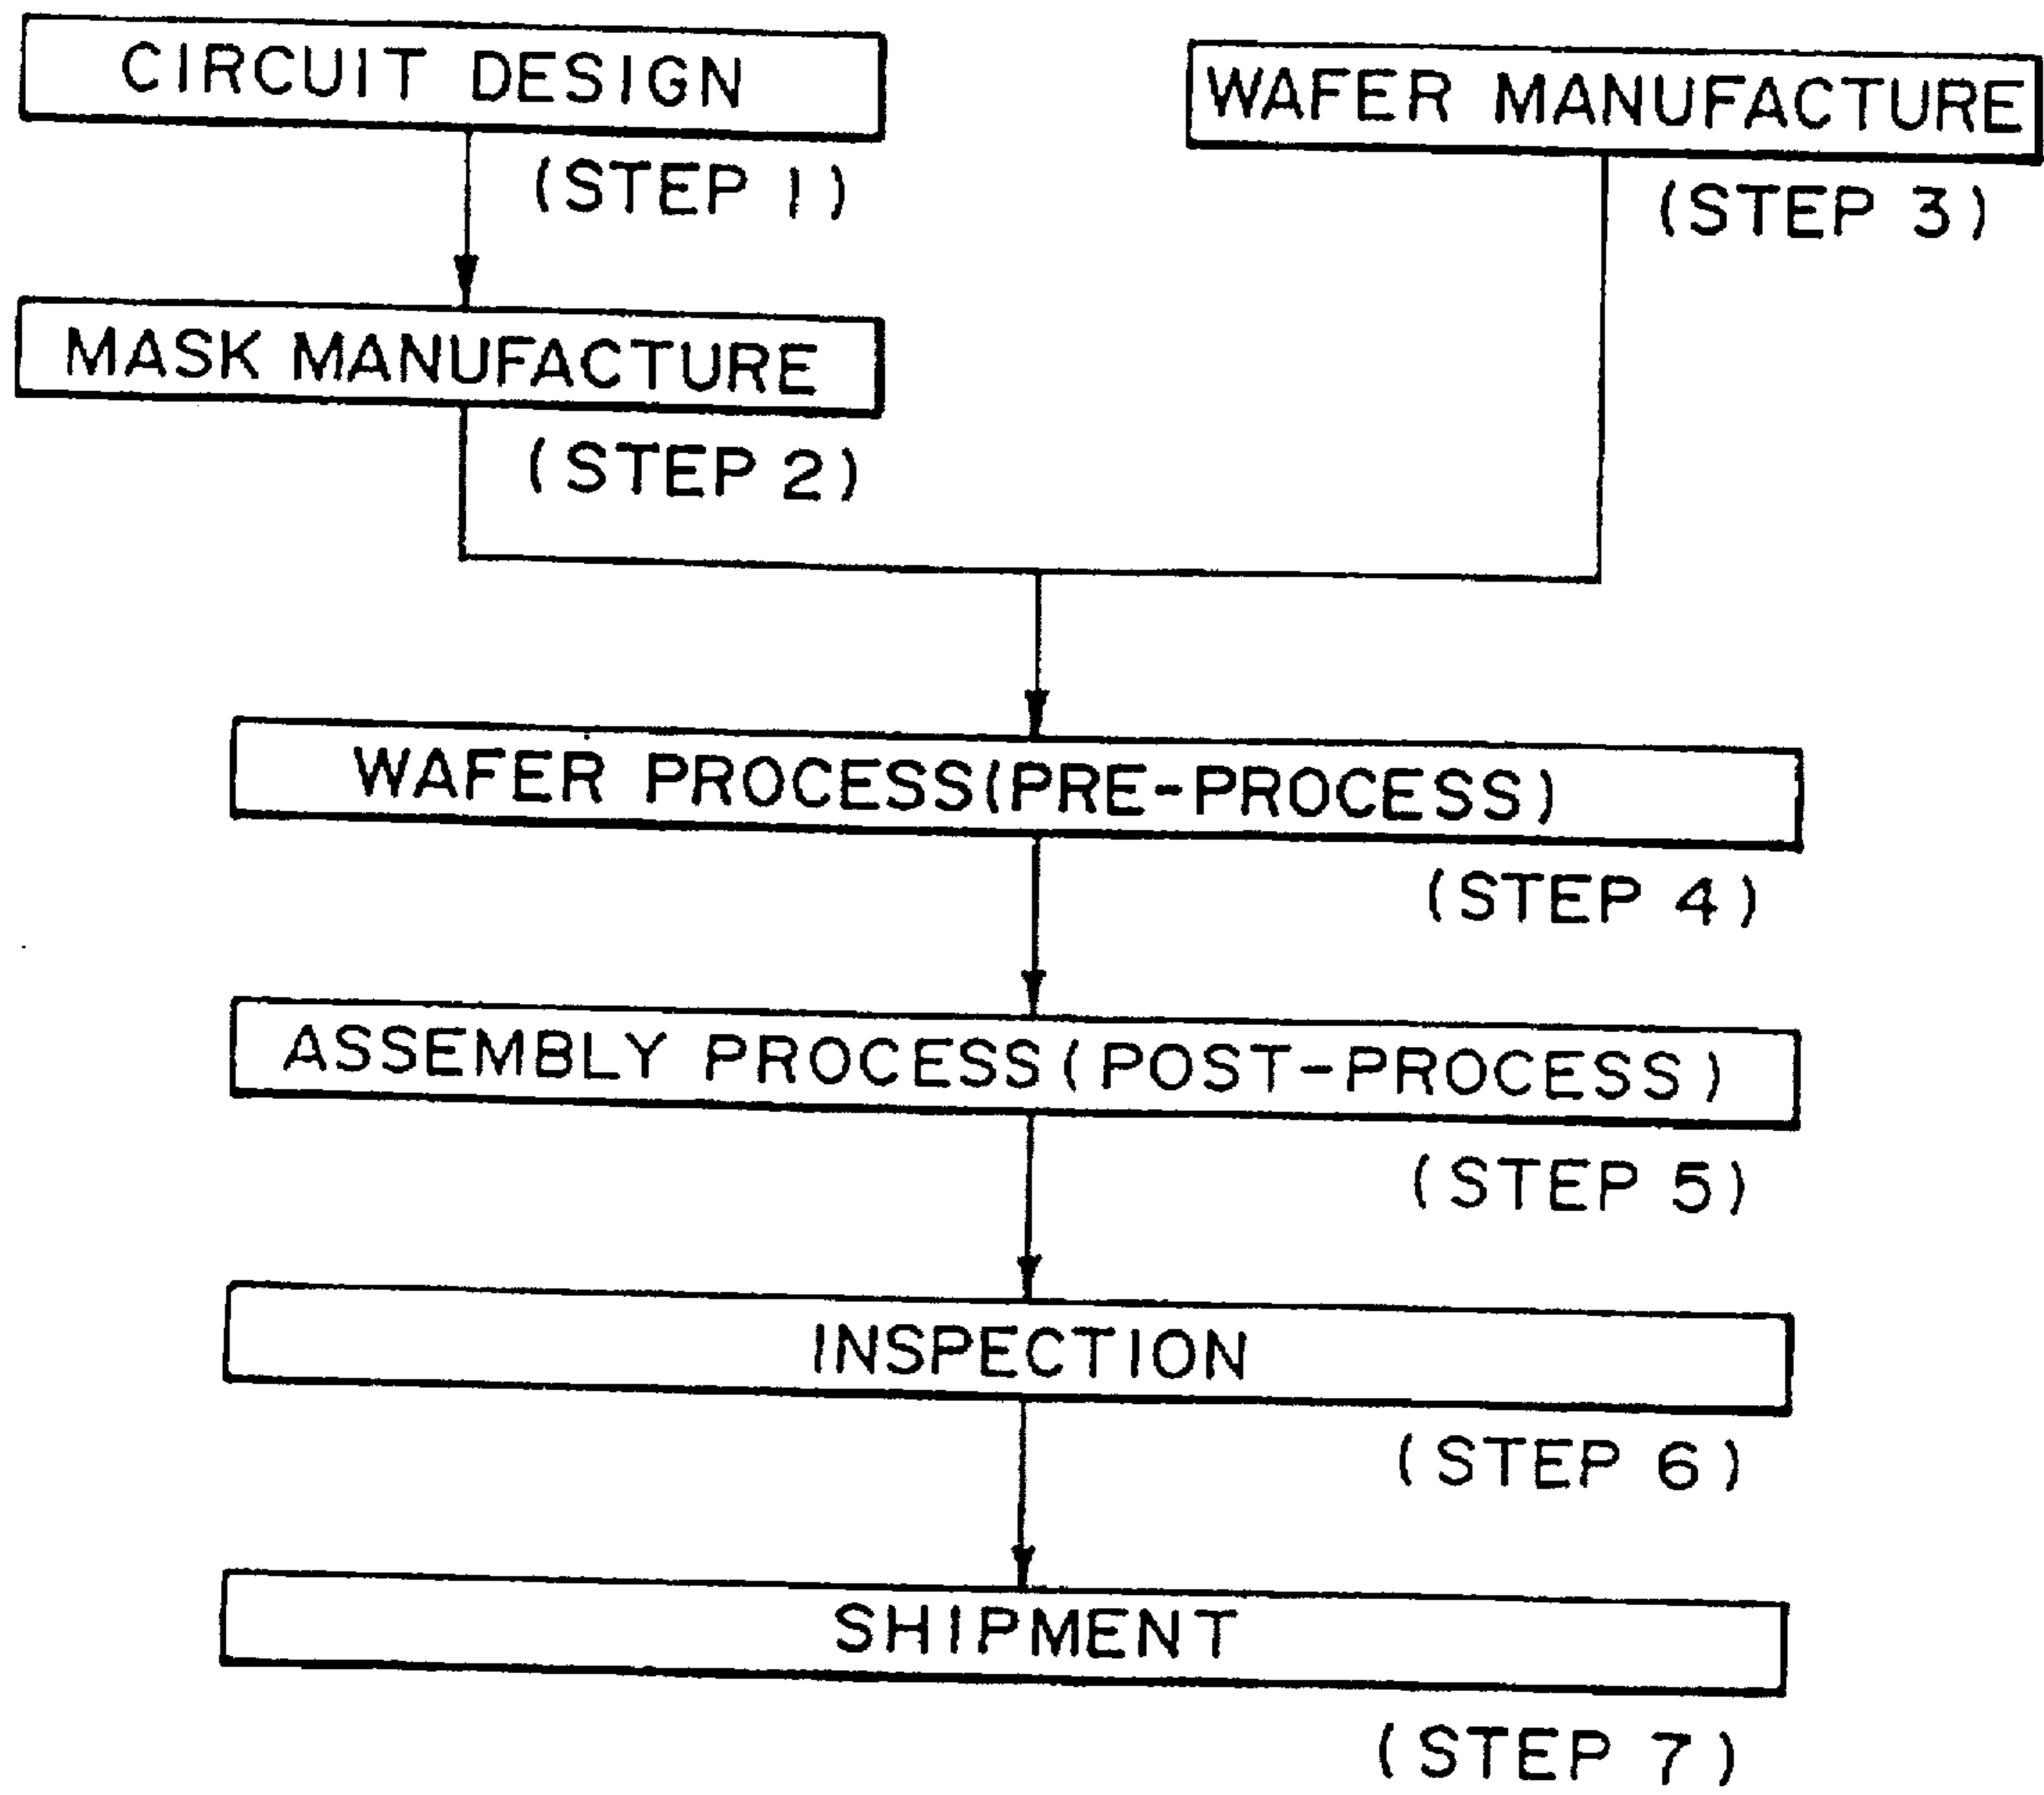 CIRCUIT DESIGN
(STEP 1)
WAFER MANUFACTURE
(STEP 3)
MASK MANUFACTURE
(STEP 2)
WAFER PROCESS(PRE-PROCESS)
(STEP 4)
ASSEMBLY PROCESS(POST-PROCESS)
(STEP 5)
INSPECTION
(STEP 6)
SHIPMENT
(STEP 7)